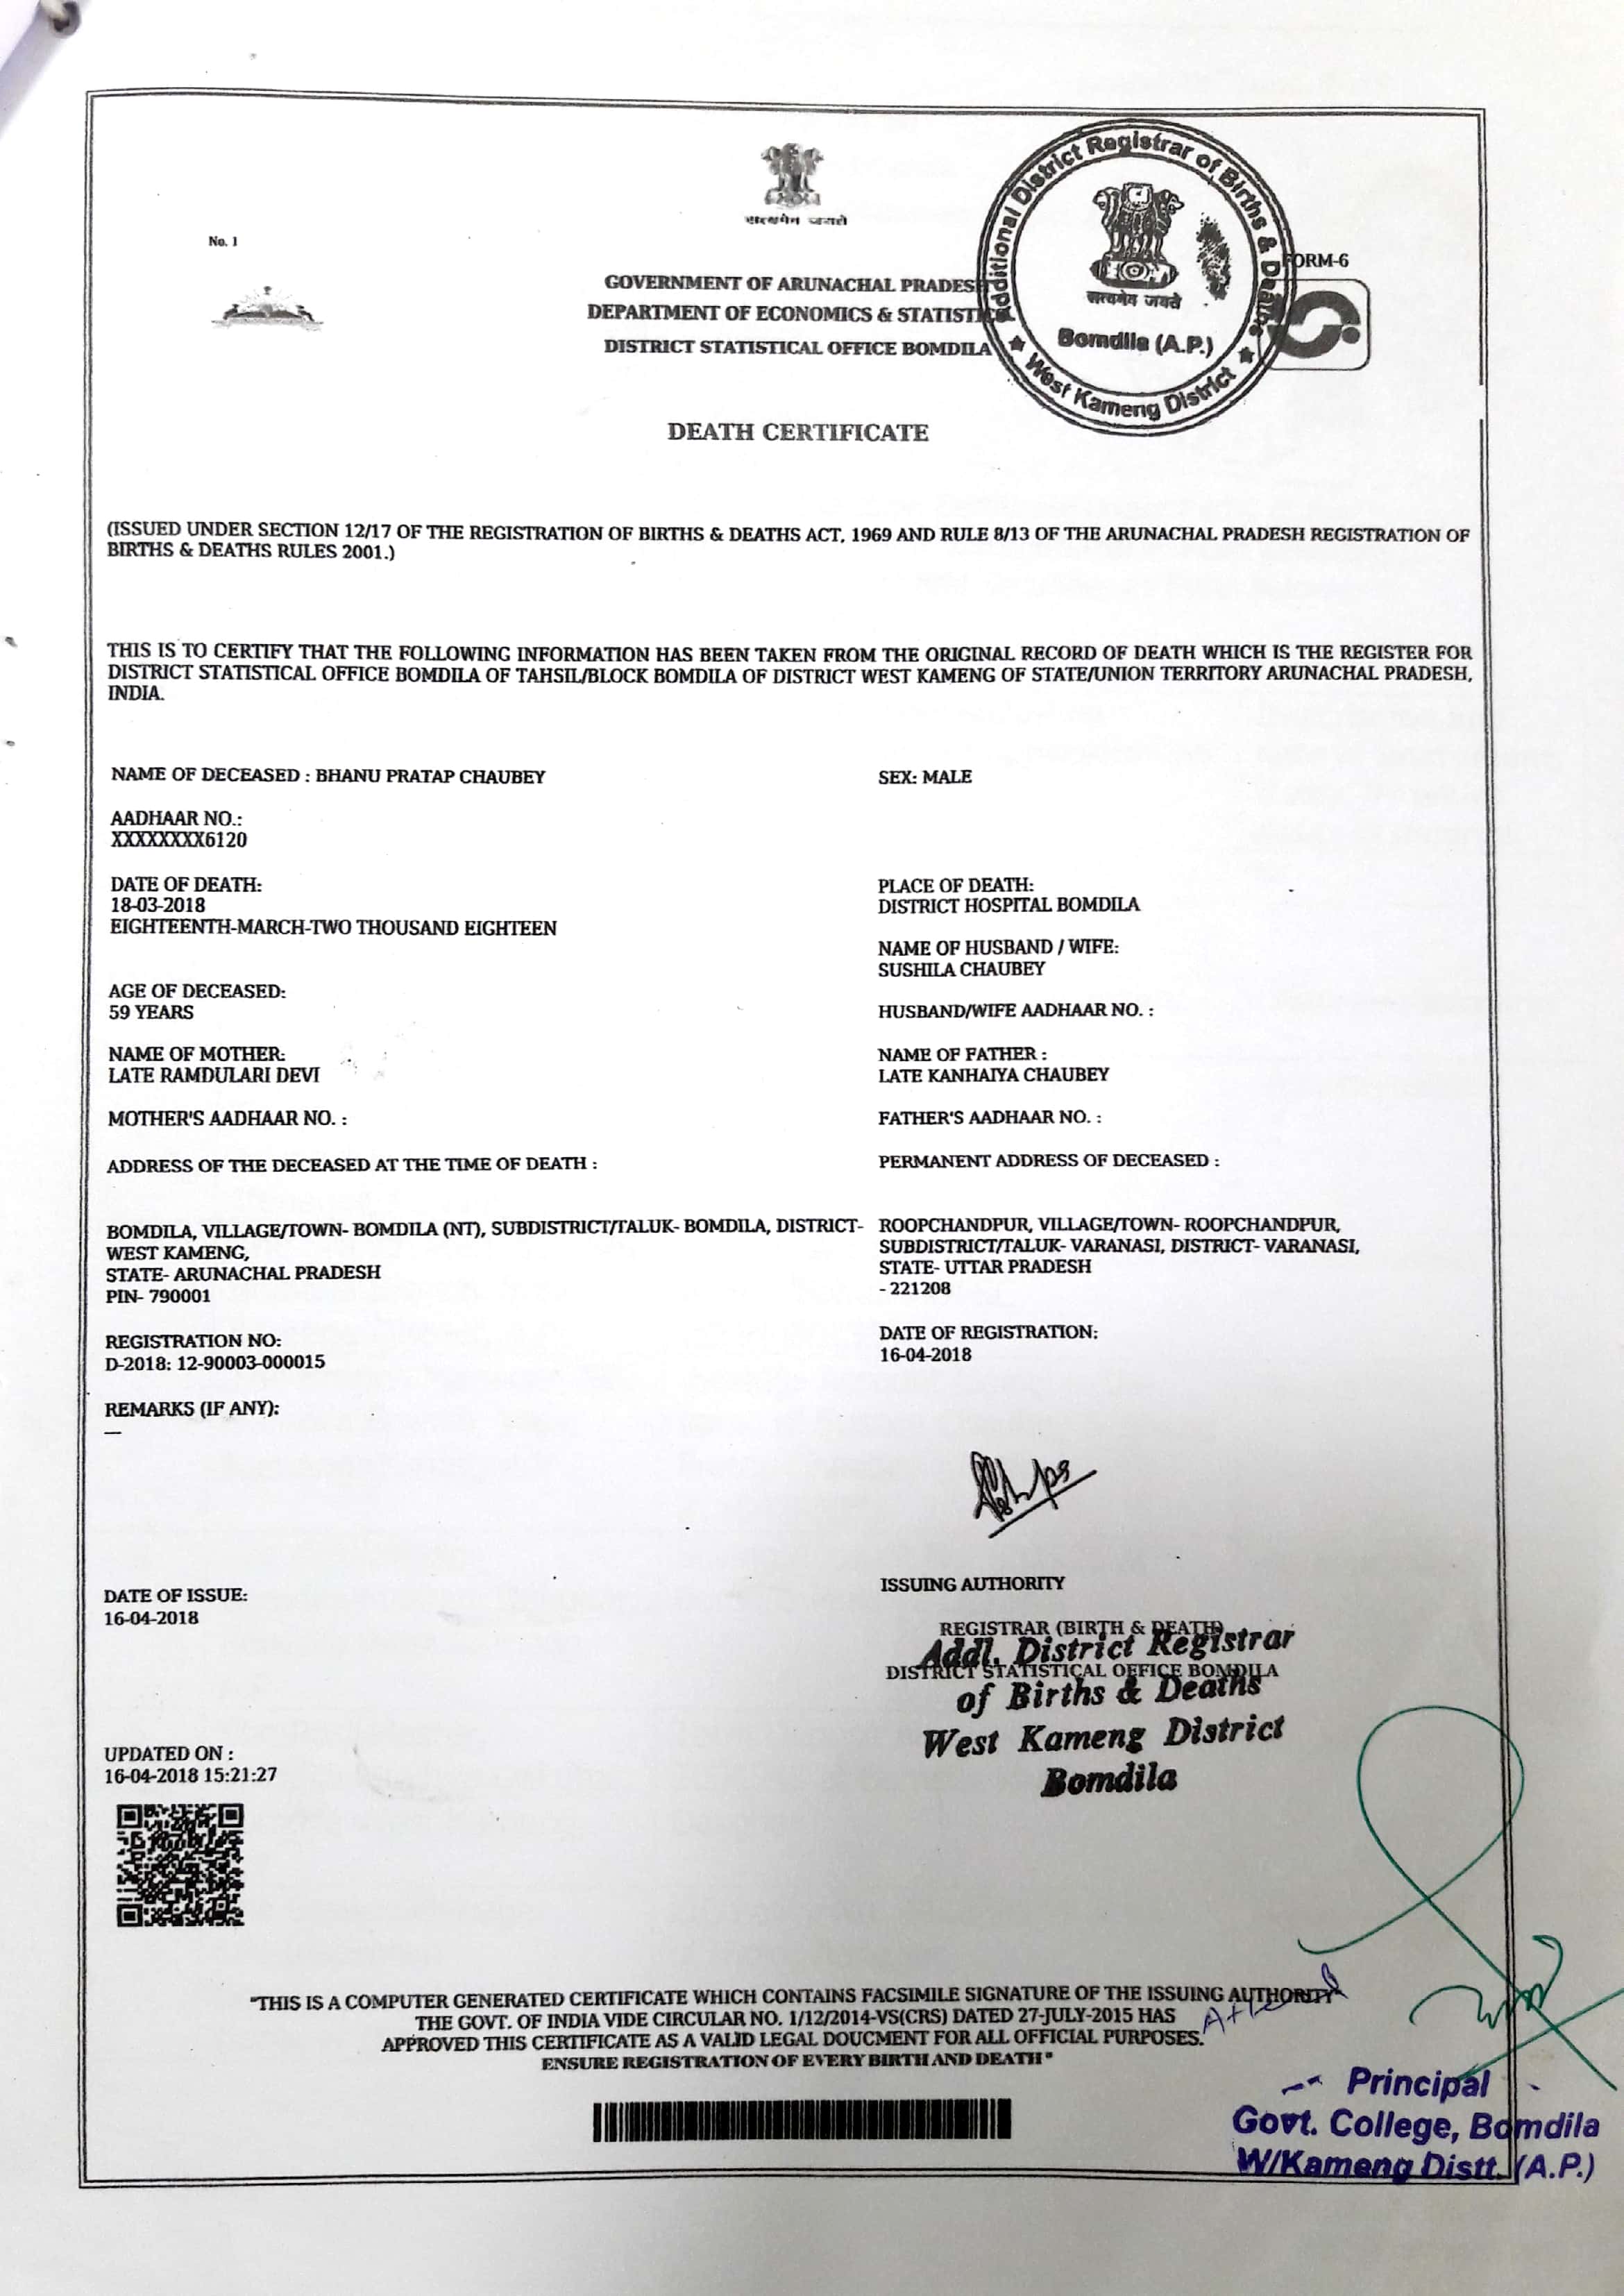 सत्यमेव जयते
No. 1
FORM-6
GOVERNMENT OF ARUNACHAL PRADESH
DEPARTMENT OF ECONOMICS & STATISTICS
DISTRICT STATISTICAL OFFICE BOMDILA
Additional District Registrar of Births & Deaths
सत्यमेव जयते
Bomdila (A.P.)
★ West Kameng District ★
DEATH CERTIFICATE
(ISSUED UNDER SECTION 12/17 OF THE REGISTRATION OF BIRTHS & DEATHS ACT, 1969 AND RULE 8/13 OF THE ARUNACHAL PRADESH REGISTRATION OF
BIRTHS & DEATHS RULES 2001.)
THIS IS TO CERTIFY THAT THE FOLLOWING INFORMATION HAS BEEN TAKEN FROM THE ORIGINAL RECORD OF DEATH WHICH IS THE REGISTER FOR
DISTRICT STATISTICAL OFFICE BOMDILA OF TAHSIL/BLOCK BOMDILA OF DISTRICT WEST KAMENG OF STATE/UNION TERRITORY ARUNACHAL PRADESH,
INDIA.
NAME OF DECEASED : BHANU PRATAP CHAUBEY
SEX: MALE
AADHAAR NO.:
XXXXXXXX6120
DATE OF DEATH:
18-03-2018
EIGHTEENTH-MARCH-TWO THOUSAND EIGHTEEN
PLACE OF DEATH:
DISTRICT HOSPITAL BOMDILA
NAME OF HUSBAND / WIFE:
SUSHILA CHAUBEY
AGE OF DECEASED:
59 YEARS
HUSBAND/WIFE AADHAAR NO. :
NAME OF MOTHER:
LATE RAMDULARI DEVI
NAME OF FATHER :
LATE KANHAIYA CHAUBEY
MOTHER'S AADHAAR NO. :
FATHER'S AADHAAR NO. :
ADDRESS OF THE DECEASED AT THE TIME OF DEATH :
PERMANENT ADDRESS OF DECEASED :
BOMDILA, VILLAGE/TOWN- BOMDILA (NT), SUBDISTRICT/TALUK- BOMDILA, DISTRICT-
WEST KAMENG,
STATE- ARUNACHAL PRADESH
PIN- 790001
ROOPCHANDPUR, VILLAGE/TOWN- ROOPCHANDPUR,
SUBDISTRICT/TALUK- VARANASI, DISTRICT- VARANASI,
STATE- UTTAR PRADESH
- 221208
REGISTRATION NO:
D-2018: 12-90003-000015
DATE OF REGISTRATION:
16-04-2018
REMARKS (IF ANY):
—
DATE OF ISSUE:
16-04-2018
ISSUING AUTHORITY
REGISTRAR (BIRTH & DEATH)
DISTRICT STATISTICAL OFFICE BOMDILA
Addl. District Registrar
of Births & Deaths
West Kameng District
Bomdila
UPDATED ON :
16-04-2018 15:21:27
"THIS IS A COMPUTER GENERATED CERTIFICATE WHICH CONTAINS FACSIMILE SIGNATURE OF THE ISSUING AUTHORITY
THE GOVT. OF INDIA VIDE CIRCULAR NO. 1/12/2014-VS(CRS) DATED 27-JULY-2015 HAS
APPROVED THIS CERTIFICATE AS A VALID LEGAL DOUCMENT FOR ALL OFFICIAL PURPOSES.
ENSURE REGISTRATION OF EVERY BIRTH AND DEATH"
Attested
Principal
Govt. College, Bomdila
W/Kameng Distt. (A.P.)